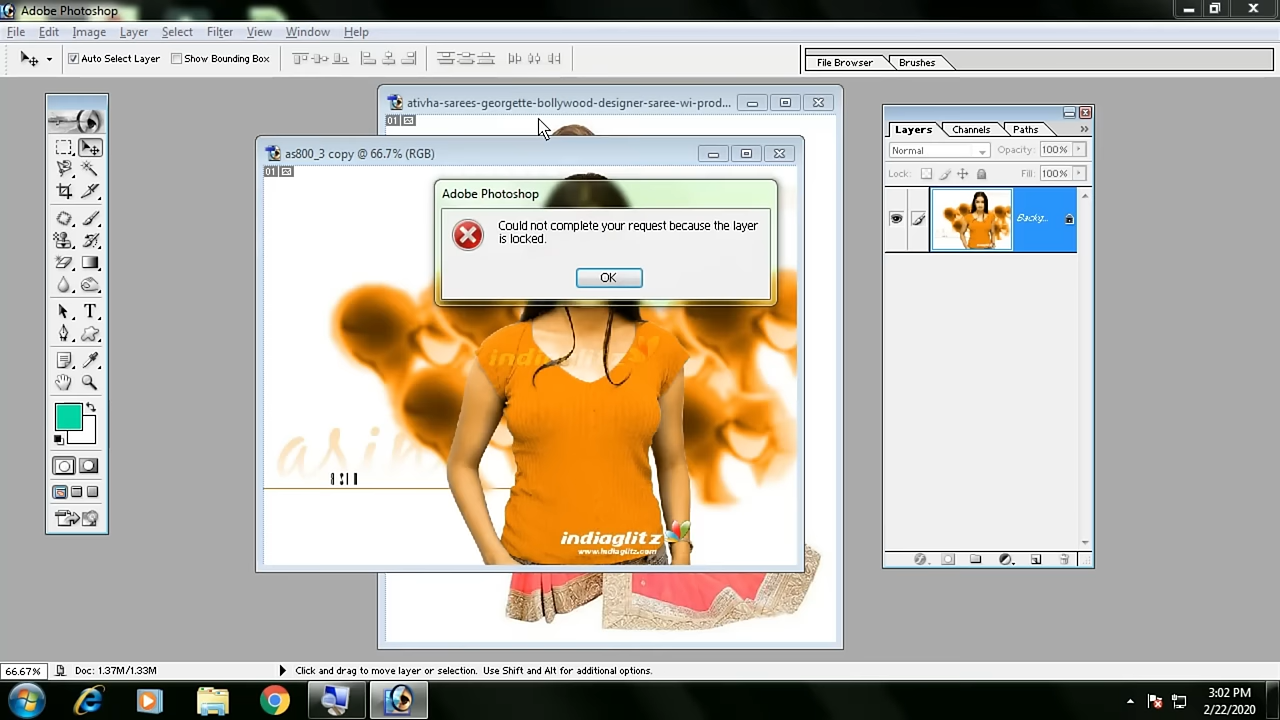 Adobe Photoshop
File Edit Image Layer Select Filter View Window Help
Auto Select Layer Show Bounding Box File Browser Brushes
ativha-sarees-georgette-bollywood-designer-saree-wi-prod...
01
as800_3 copy @ 66.7% (RGB)
01
Adobe Photoshop
Could not complete your request because the layer
is locked.
OK
Layers Channels Paths
Normal Opacity: 100%
Lock: Fill: 100%
Backg...
T
indiaglitz
asin
indiaglitz
www.indiaglitz.com
66.67% Doc: 1.37M/1.33M Click and drag to move layer or selection. Use Shift and Alt for additional options.
3:02 PM
2/22/2020